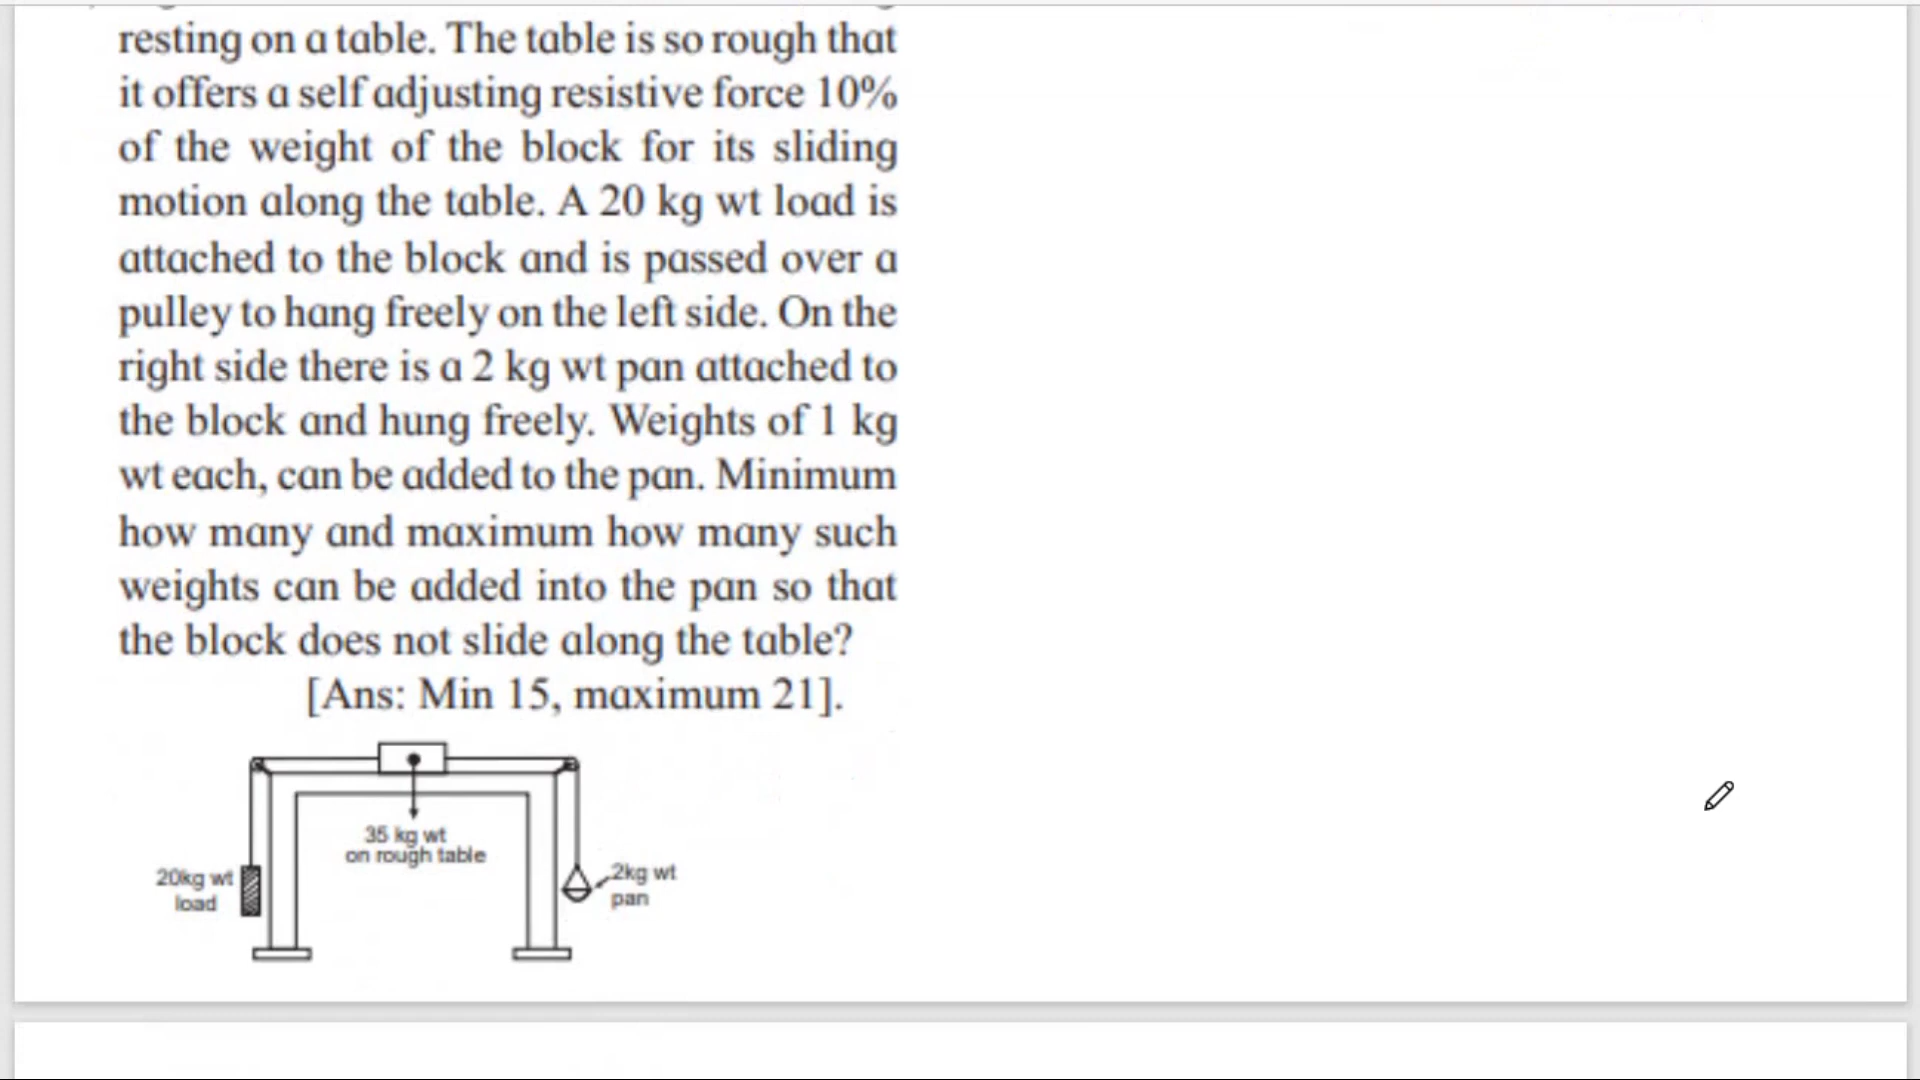 resting on a table. The table is so rough that
it offers a self adjusting resistive force 10%
of the weight of the block for its sliding
motion along the table. A 20 kg wt load is
attached to the block and is passed over a
pulley to hang freely on the left side. On the
right side there is a 2 kg wt pan attached to
the block and hung freely. Weights of 1 kg
wt each, can be added to the pan. Minimum
how many and maximum how many such
weights can be added into the pan so that
the block does not slide along the table?
[Ans: Min 15, maximum 21].
35 kg wt
on rough table
20kg wt
load
2kg wt
pan